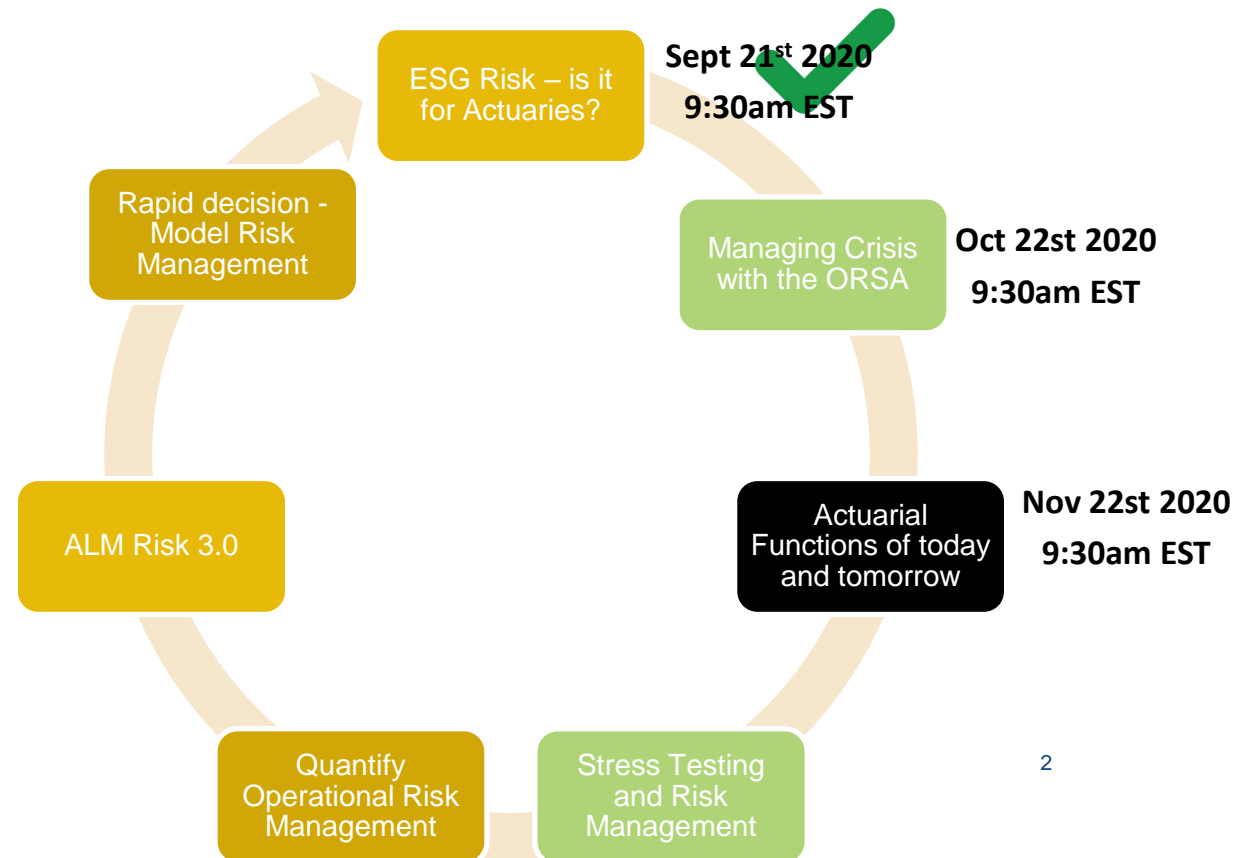 ESG Risk – is it
for Actuaries?
Sept 21st 2020
9:30am EST
Managing Crisis
with the ORSA
Oct 22st 2020
9:30am EST
Actuarial
Functions of today
and tomorrow
Nov 22st 2020
9:30am EST
Stress Testing
and Risk
Management
Quantify
Operational Risk
Management
ALM Risk 3.0
Rapid decision -
Model Risk
Management
2